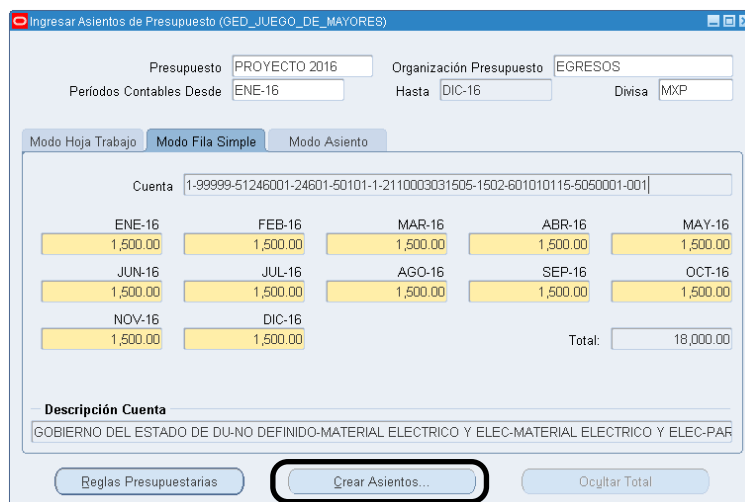 Ingresar Asientos de Presupuesto (GED_JUEGO_DE_MAYORES)
Presupuesto PROYECTO 2016 Organización Presupuesto EGRESOS
Períodos Contables Desde ENE-16 Hasta DIC-16 Divisa MXP
Modo Hoja Trabajo Modo Fila Simple Modo Asiento
Cuenta 1-99999-51246001-24601-50101-1-2110003031505-1502-601010115-5050001-001
ENE-16 FEB-16 MAR-16 ABR-16 MAY-16
1,500.00 1,500.00 1,500.00 1,500.00 1,500.00
JUN-16 JUL-16 AGO-16 SEP-16 OCT-16
1,500.00 1,500.00 1,500.00 1,500.00 1,500.00
NOV-16 DIC-16
1,500.00 1,500.00 Total: 18,000.00
Descripción Cuenta
GOBIERNO DEL ESTADO DE DU-NO DEFINIDO-MATERIAL ELECTRICO Y ELEC-MATERIAL ELECTRICO Y ELEC-PAR
Reglas Presupuestarias Crear Asientos... Ocultar Total